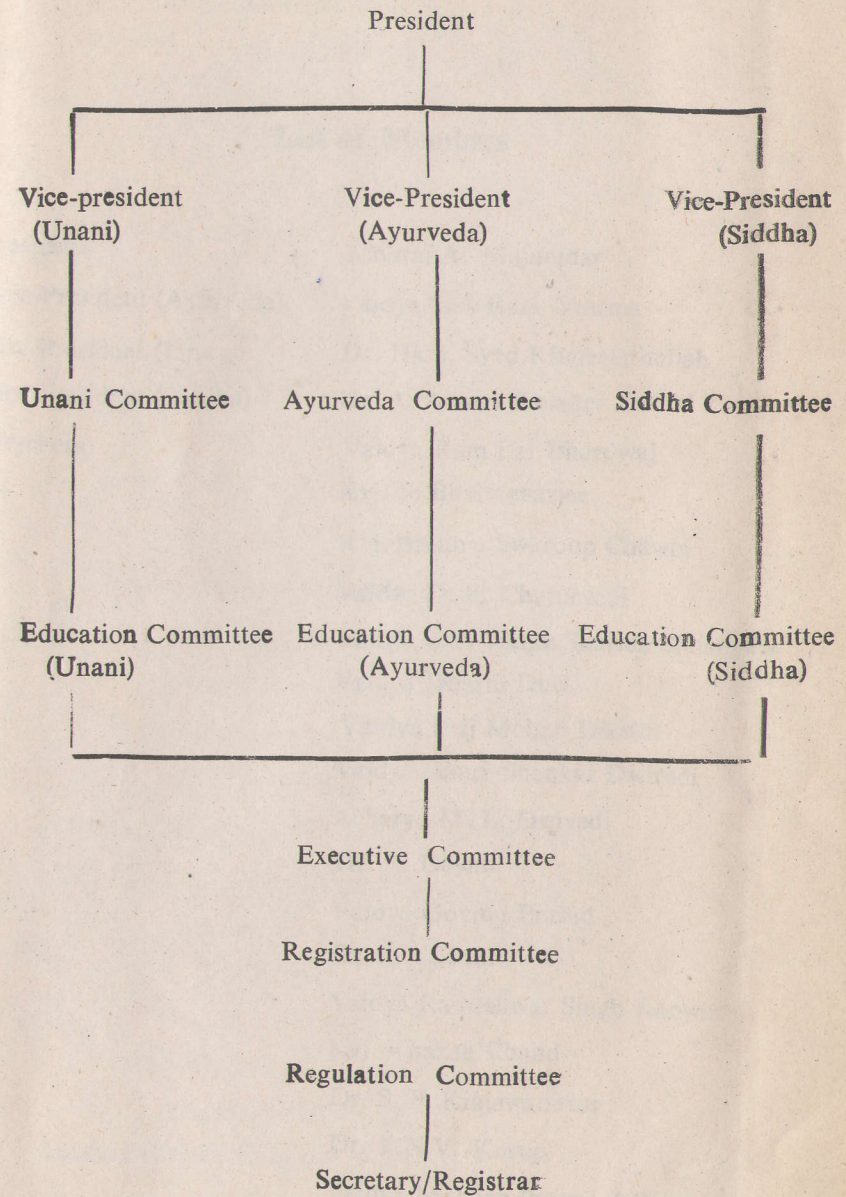 President
Vice-president Vice-President Vice-President
(Unani) (Ayurveda) (Siddha)
Unani Committee Ayurveda Committee Siddha Committee
Education Committee Education Committee Education Committee
(Unani) (Ayurveda) (Siddha)
Executive Committee
Registration Committee
Regulation Committee
Secretary/Registrar